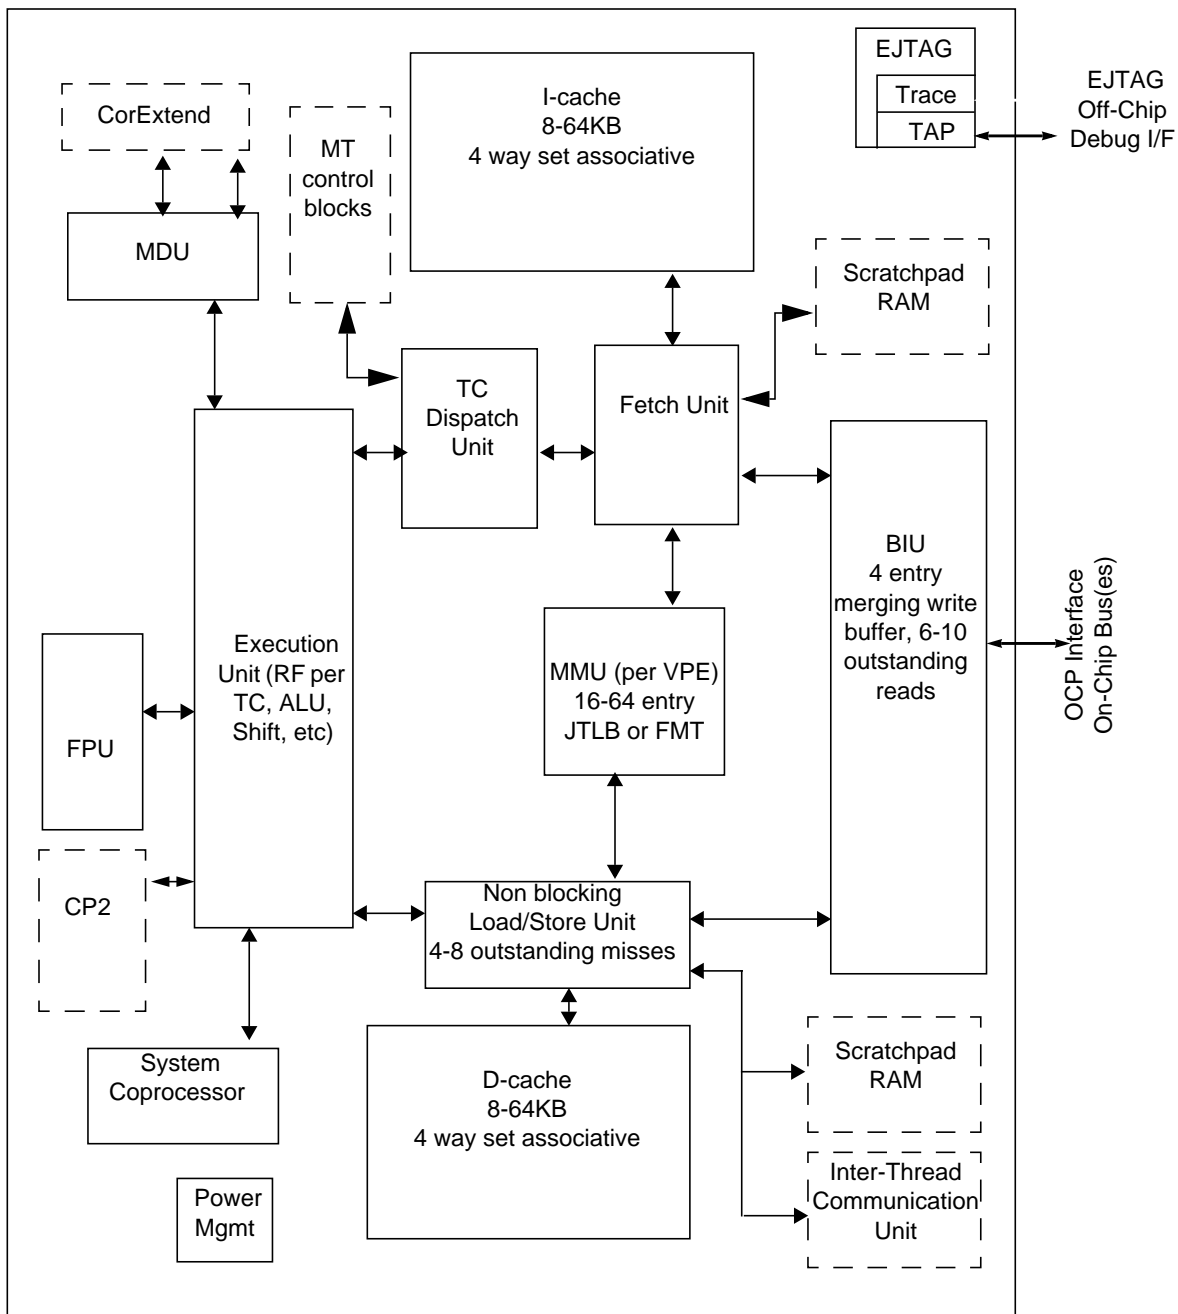 EJTAG
Trace
TAP
EJTAG
Off-Chip
Debug I/F
I-cache
8-64KB
4 way set associative
CorExtend
MT
control
blocks
MDU
Scratchpad
RAM
TC
Dispatch
Unit
Fetch Unit
BIU
4 entry
merging write
buffer, 6-10
outstanding
reads
OCP Interface
On-Chip Bus(es)
Execution
Unit (RF per
TC, ALU,
Shift, etc)
MMU (per VPE)
16-64 entry
JTLB or FMT
FPU
CP2
Non blocking
Load/Store Unit
4-8 outstanding misses
System
Coprocessor
D-cache
8-64KB
4 way set associative
Scratchpad
RAM
Inter-Thread
Communication
Unit
Power
Mgmt